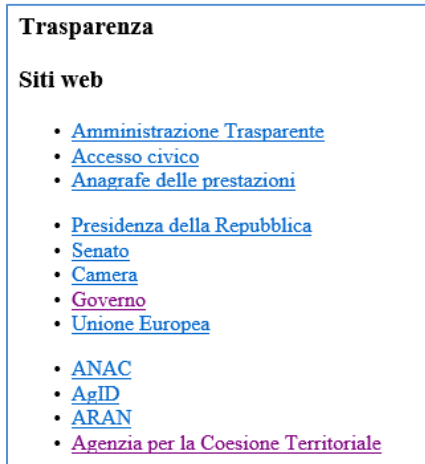 Trasparenza
Siti web
• Amministrazione Trasparente
• Accesso civico
• Anagrafe delle prestazioni
• Presidenza della Repubblica
• Senato
• Camera
• Governo
• Unione Europea
• ANAC
• AgID
• ARAN
• Agenzia per la Coesione Territoriale